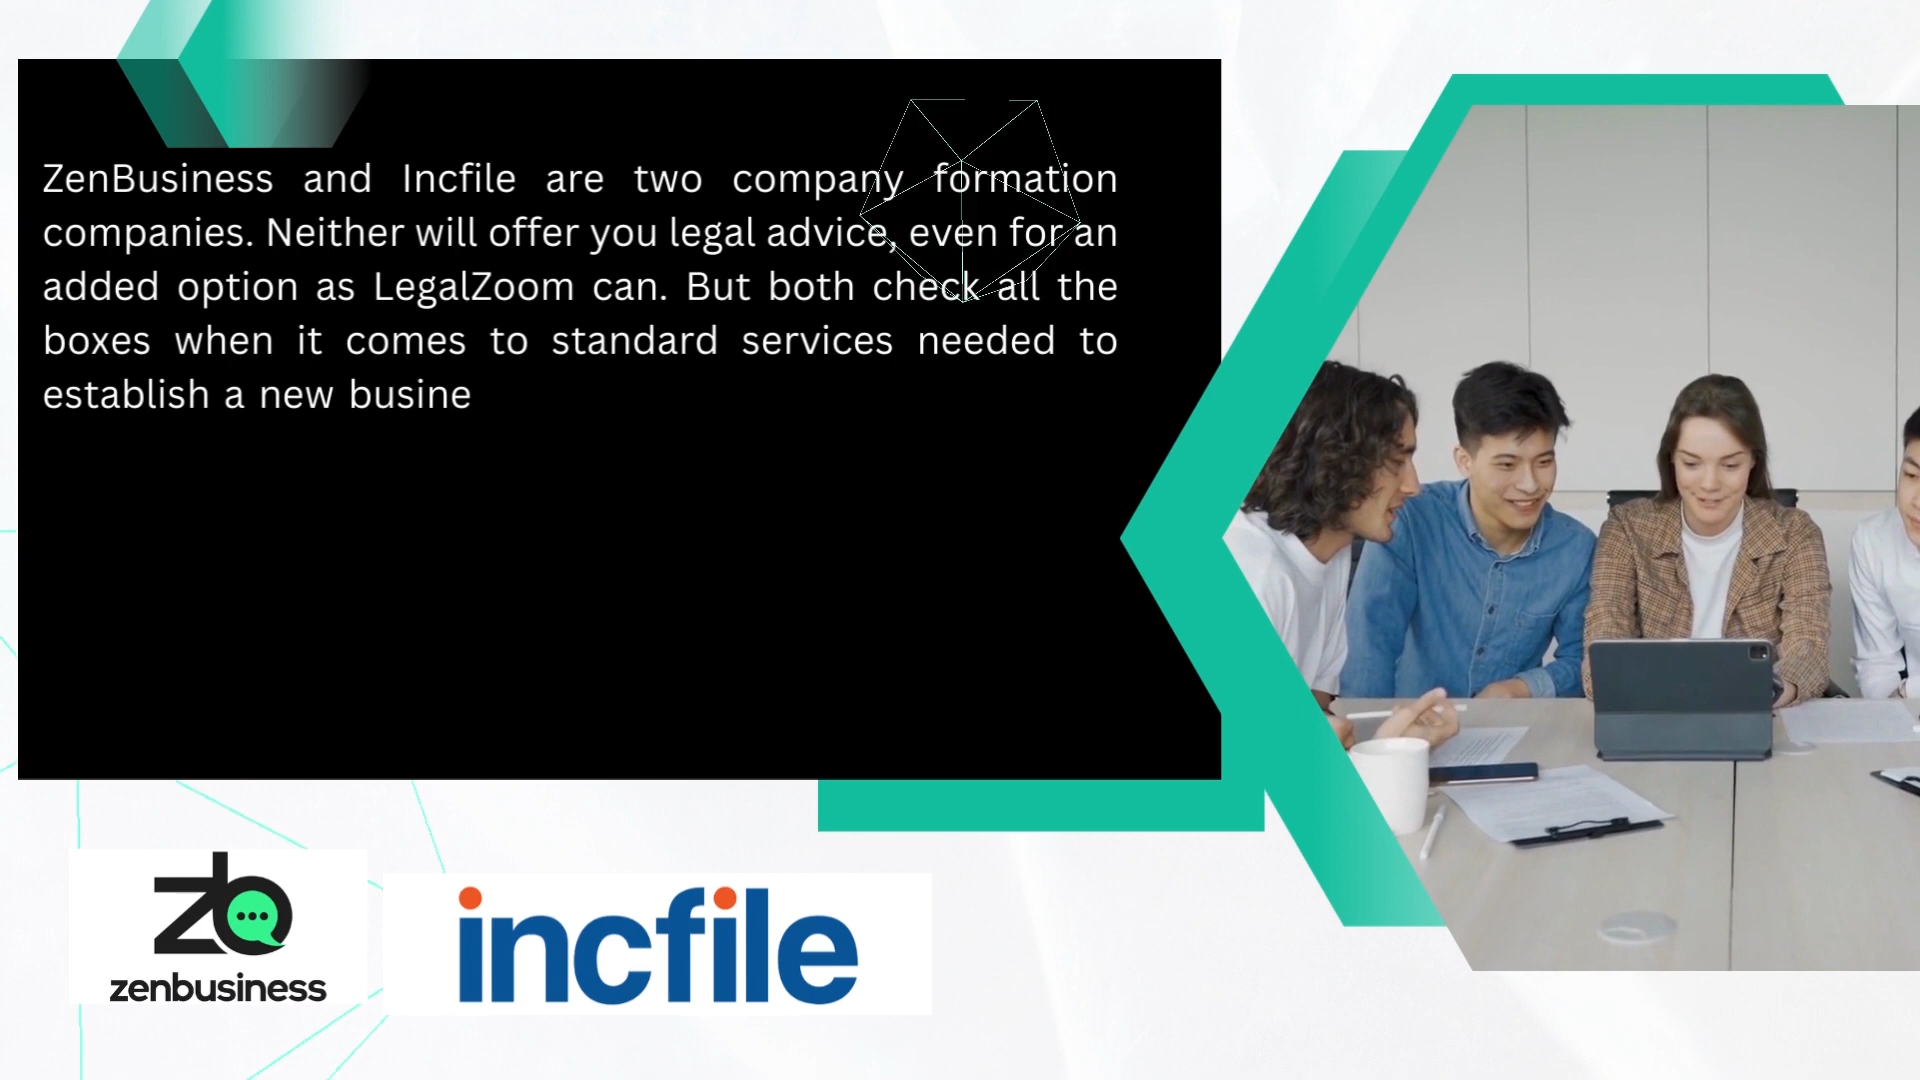 ZenBusiness and Incfile are two company formation
companies. Neither will offer you legal advice, even for an
added option as LegalZoom can. But both check all the
boxes when it comes to standard services needed to
establish a new busine
zb
zenbusiness
incfile